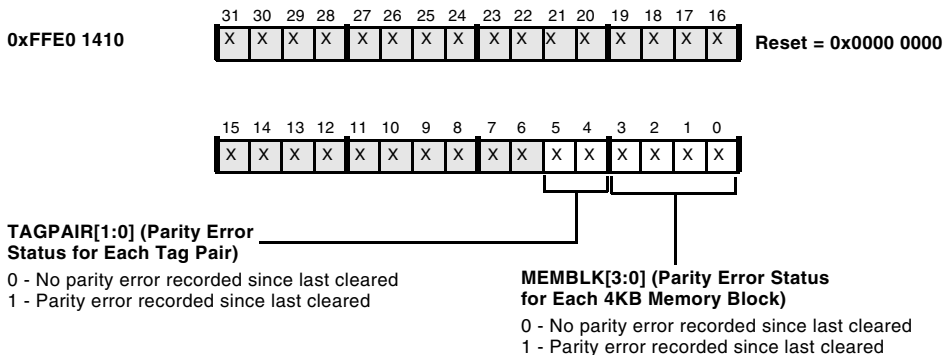 31 30 29 28 27 26 25 24 23 22 21 20 19 18 17 16
0xFFE0 1410 X X X X X X X X X X X X X X X X Reset = 0x0000 0000
15 14 13 12 11 10 9 8 7 6 5 4 3 2 1 0
X X X X X X X X X X X X X X X X
TAGPAIR[1:0] (Parity Error
Status for Each Tag Pair)
0 - No parity error recorded since last cleared
1 - Parity error recorded since last cleared
MEMBLK[3:0] (Parity Error Status
for Each 4KB Memory Block)
0 - No parity error recorded since last cleared
1 - Parity error recorded since last cleared